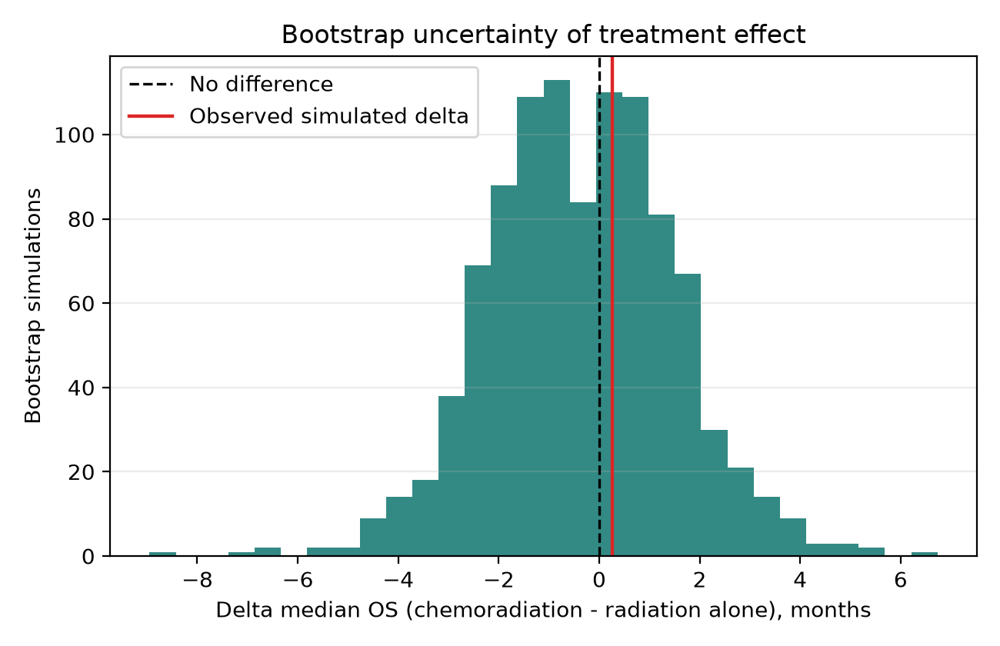 Bootstrap uncertainty of treatment effect
No difference
Observed simulated delta
Bootstrap simulations
100
80
60
40
20
0
−8 −6 −4 −2 0 2 4 6
Delta median OS (chemoradiation - radiation alone), months